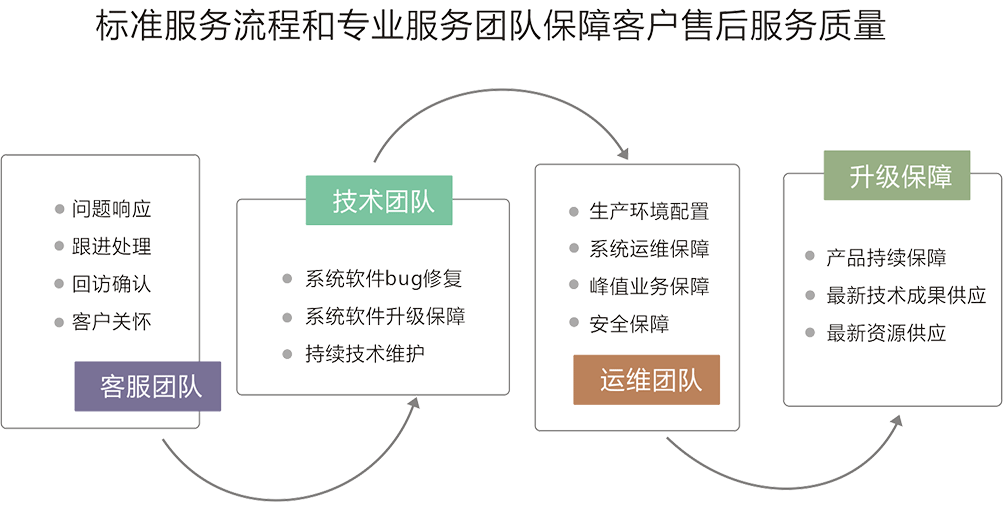 标准服务流程和专业服务团队保障客户售后服务质量
问题响应
跟进处理
回访确认
客户关怀
客服团队
技术团队
系统软件bug修复
系统软件升级保障
持续技术维护
生产环境配置
系统运维保障
峰值业务保障
安全保障
运维团队
升级保障
产品持续保障
最新技术成果供应
最新资源供应